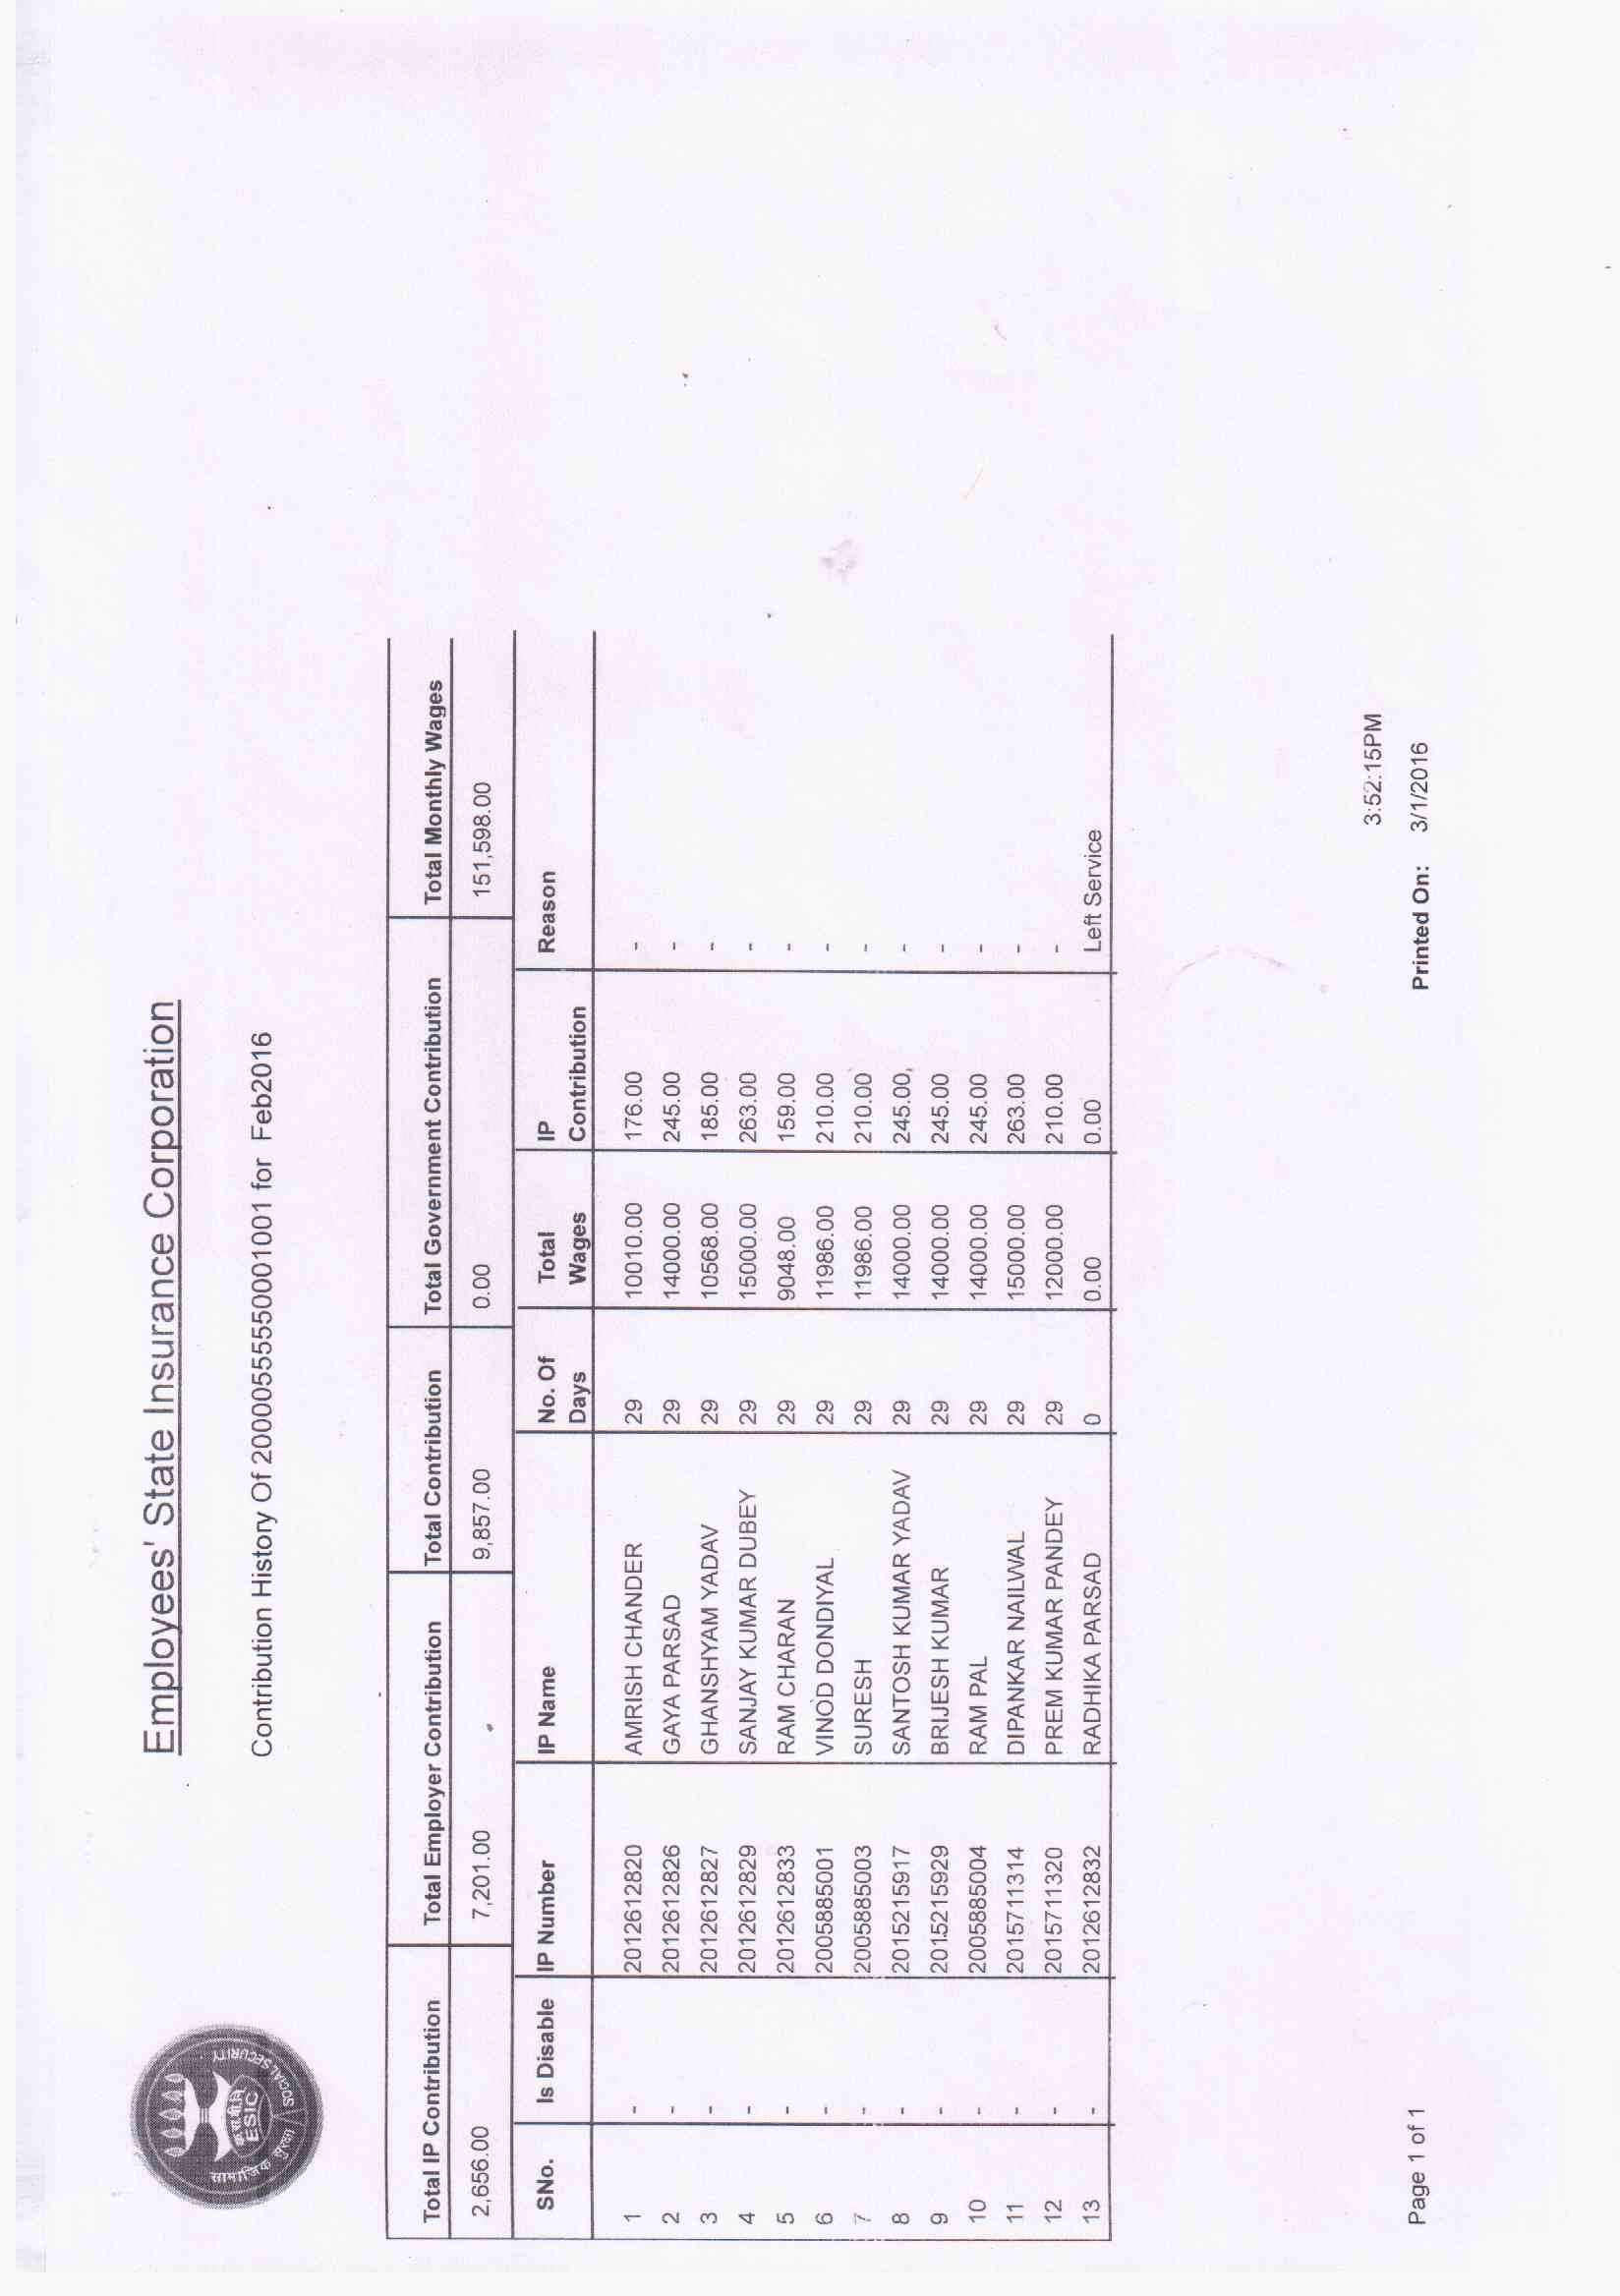 सामाजिक सुरक्षा
क.रा.बी.नि
ESIC
SOCIAL SECURITY
Employees' State Insurance Corporation
Contribution History Of 20000555550001001 for Feb2016
Total IP Contribution Total Employer Contribution Total Contribution Total Government Contribution Total Monthly Wages
2,656.00 7,201.00 9,857.00 0.00 151,598.00
SNo. Is Disable IP Number IP Name No. Of Days Total Wages IP Contribution Reason
1 - 2012612820 AMRISH CHANDER 29 10010.00 176.00 -
2 - 2012612826 GAYA PARSAD 29 14000.00 245.00 -
3 - 2012612827 GHANSHYAM YADAV 29 10568.00 185.00 -
4 - 2012612829 SANJAY KUMAR DUBEY 29 15000.00 263.00 -
5 - 2012612833 RAM CHARAN 29 9048.00 159.00 -
6 - 2005885001 VINOD DONDIYAL 29 11986.00 210.00 -
7 - 2005885003 SURESH 29 11986.00 210.00 -
8 - 2015215917 SANTOSH KUMAR YADAV 29 14000.00 245.00 -
9 - 2015215929 BRIJESH KUMAR 29 14000.00 245.00 -
10 - 2005885004 RAM PAL 29 14000.00 245.00 -
11 - 2015711314 DIPANKAR NAILWAL 29 15000.00 263.00 -
12 - 2015711320 PREM KUMAR PANDEY 29 12000.00 210.00 -
13 - 2012612832 RADHIKA PARSAD 0 0.00 0.00 Left Service
3:52:15PM
Page 1 of 1 Printed On: 3/1/2016